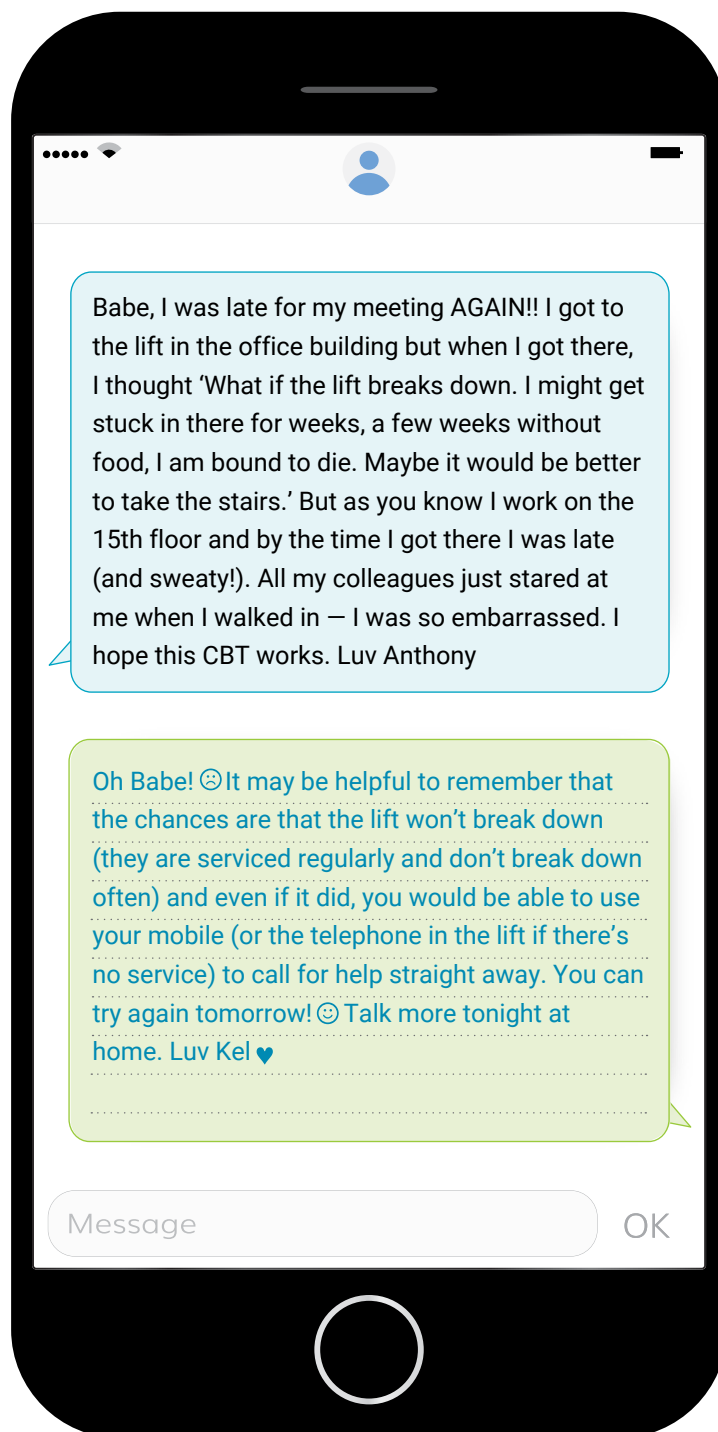 Babe, I was late for my meeting AGAIN!! I got to
the lift in the office building but when I got there,
I thought ‘What if the lift breaks down. I might get
stuck in there for weeks, a few weeks without
food, I am bound to die. Maybe it would be better
to take the stairs.’ But as you know I work on the
15th floor and by the time I got there I was late
(and sweaty!). All my colleagues just stared at
me when I walked in — I was so embarrassed. I
hope this CBT works. Luv Anthony
Oh Babe! ☹ It may be helpful to remember that
the chances are that the lift won’t break down
(they are serviced regularly and don’t break down
often) and even if it did, you would be able to use
your mobile (or the telephone in the lift if there’s
no service) to call for help straight away. You can
try again tomorrow! ☺ Talk more tonight at
home. Luv Kel ♥
Message
OK